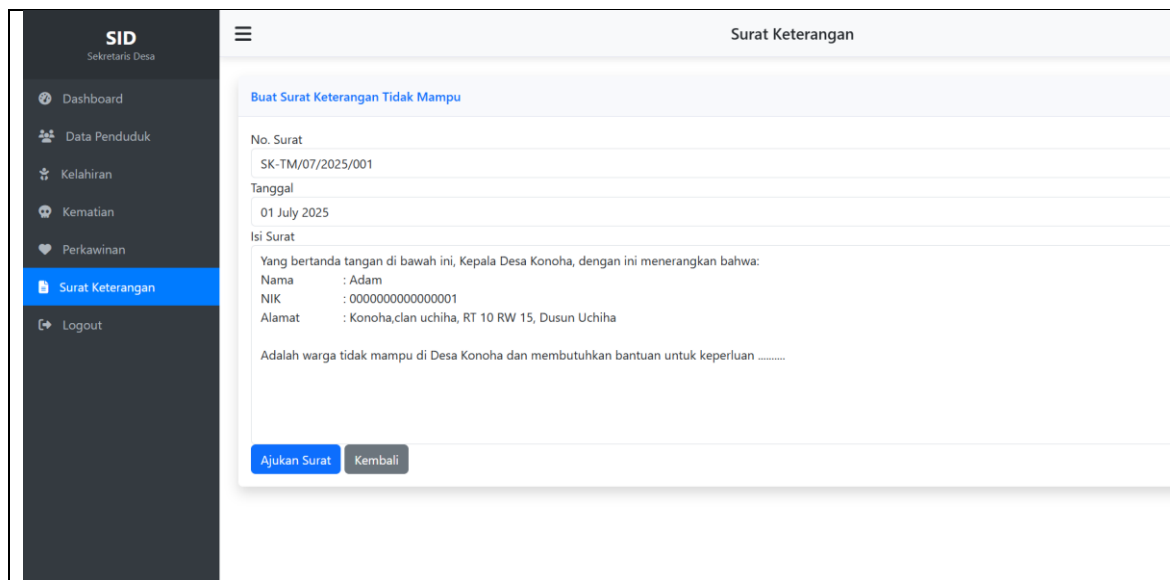 SID
Sekretaris Desa
Dashboard
Data Penduduk
Kelahiran
Kematian
Perkawinan
Surat Keterangan
Logout
Surat Keterangan
Buat Surat Keterangan Tidak Mampu
No. Surat
SK-TM/07/2025/001
Tanggal
01 July 2025
Isi Surat
Yang bertanda tangan di bawah ini, Kepala Desa Konoha, dengan ini menerangkan bahwa:
Nama : Adam
NIK : 0000000000000001
Alamat : Konoha,clan uchiha, RT 10 RW 15, Dusun Uchiha
Adalah warga tidak mampu di Desa Konoha dan membutuhkan bantuan untuk keperluan ..........
Ajukan Surat Kembali